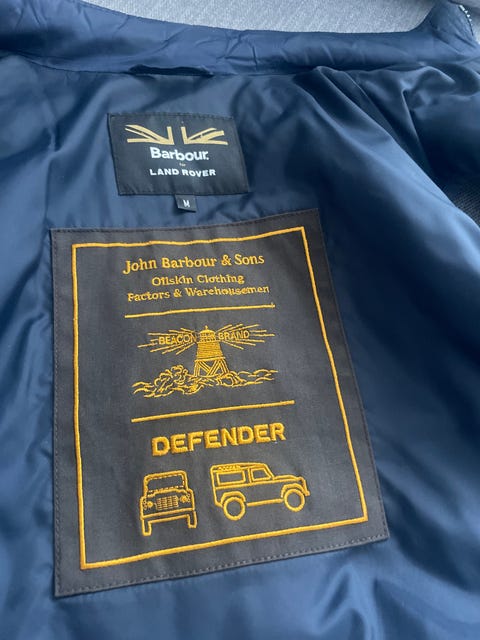 Barbour
for
LAND ROVER
M
John Barbour & Sons
Oilskin Clothing
Factors & Warehousemen
BEACON BRAND
DEFENDER